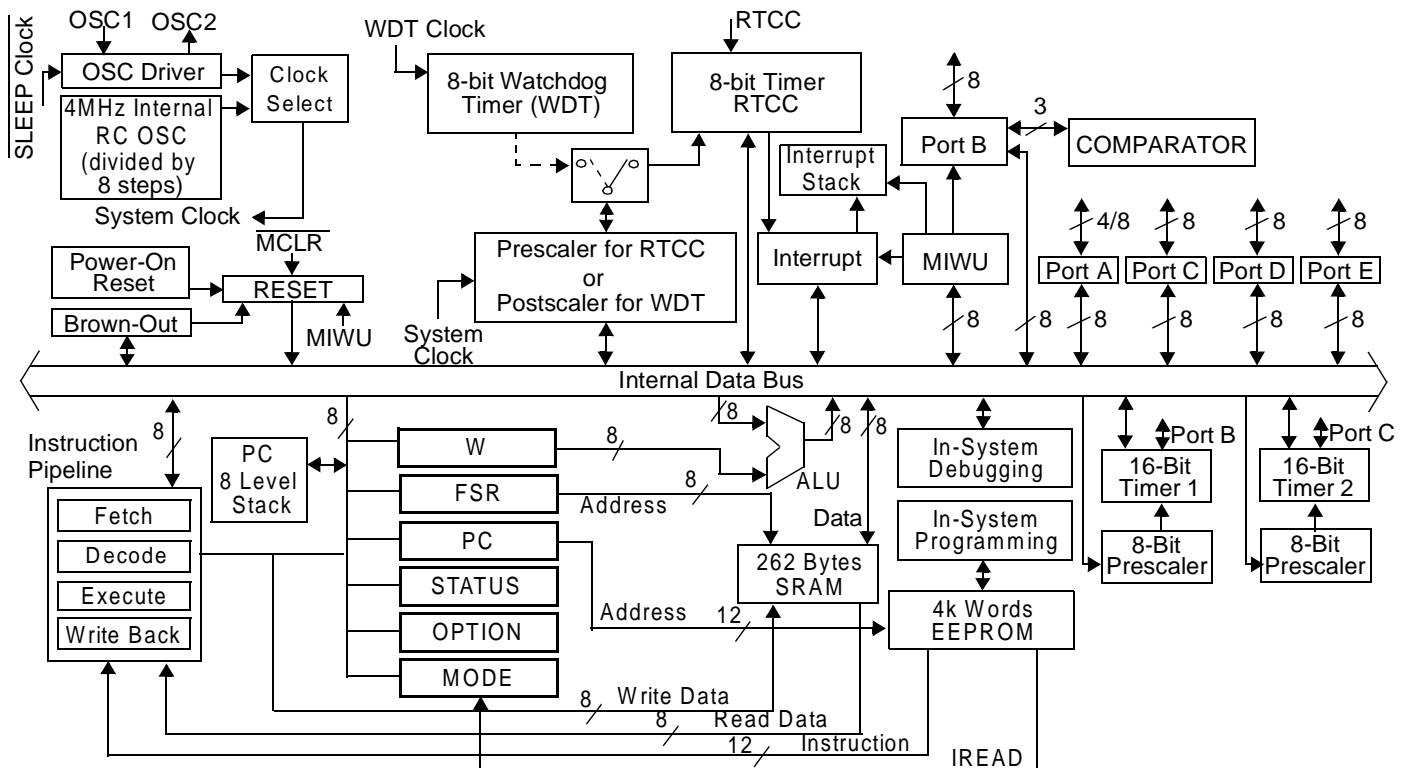 SLEEP Clock
OSC1
OSC2
OSC Driver
4MHz Internal
RC OSC
(divided by
8 steps)
Clock
Select
System Clock
WDT Clock
8-bit Watchdog
Timer (WDT)
RTCC
8-bit Timer
RTCC
8
Port B
3
COMPARATOR
Interrupt
Stack
Interrupt
MIWU
8
8
4/8
Port A
8
8
Port C
8
8
Port D
8
8
Port E
8
Power-On
Reset
MCLR
RESET
Brown-Out
MIWU
Prescaler for RTCC
or
Postscaler for WDT
System
Clock
Internal Data Bus
Instruction
Pipeline
8
Fetch
Decode
Execute
Write Back
PC
8 Level
Stack
8
W
8
FSR
Address
8
PC
STATUS
OPTION
MODE
8
ALU
8
8
Data
262 Bytes
SRAM
Address
12
In-System
Debugging
In-System
Programming
4k Words
EEPROM
Port B
16-Bit
Timer 1
8-Bit
Prescaler
Port C
16-Bit
Timer 2
8-Bit
Prescaler
8
Write Data
8
Read Data
12
Instruction
IREAD